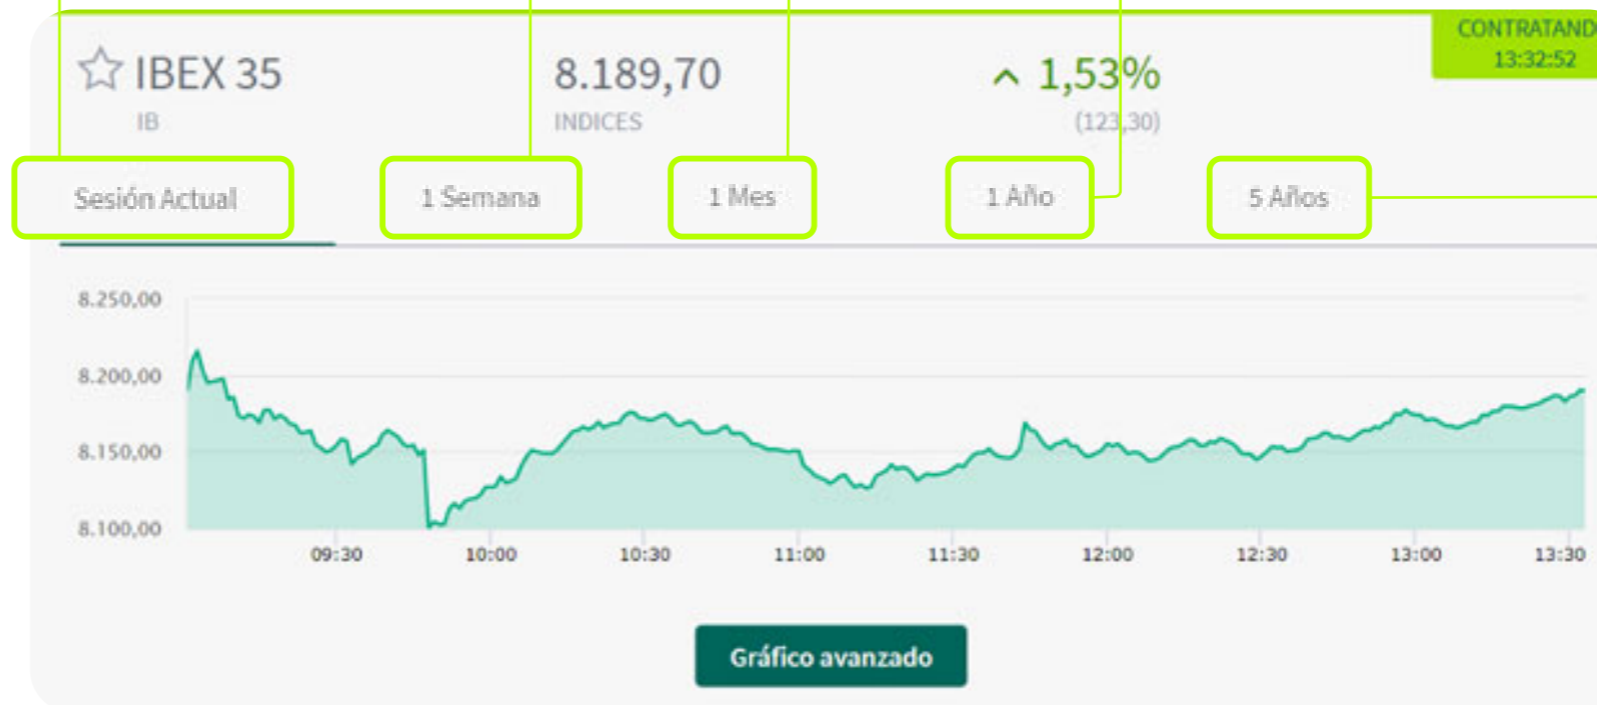 CONTRATAND
13:32:52
IBEX 35
8.189,70
1,53%
IB
INDICES
(123,30)
Sesión Actual
1 Semana
1 Mes
1 Año
5 Años
8.250,00
8.200,00
8.150,00
8.100,00
09:30
10:00
10:30
11:00
11:30
12:00
12:30
13:00
13:30
Gráfico avanzado